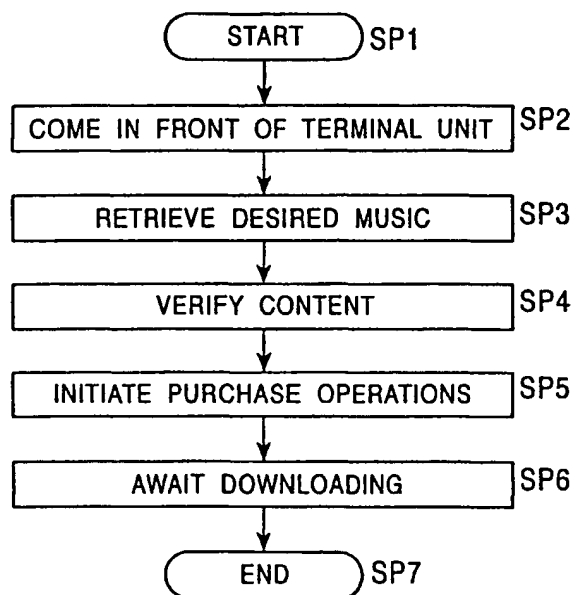 START SP1
COME IN FRONT OF TERMINAL UNIT SP2
RETRIEVE DESIRED MUSIC SP3
VERIFY CONTENT SP4
INITIATE PURCHASE OPERATIONS SP5
AWAIT DOWNLOADING SP6
END SP7